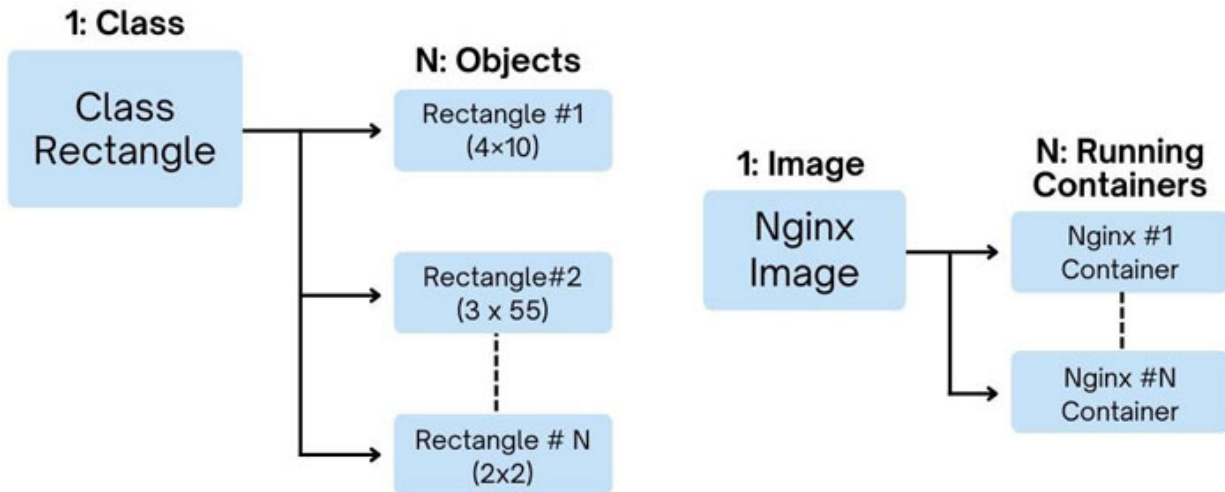 1: Class
Class
Rectangle
N: Objects
Rectangle #1
(4×10)
Rectangle#2
(3 x 55)
Rectangle # N
(2x2)
1: Image
Nginx
Image
N: Running
Containers
Nginx #1
Container
Nginx #N
Container